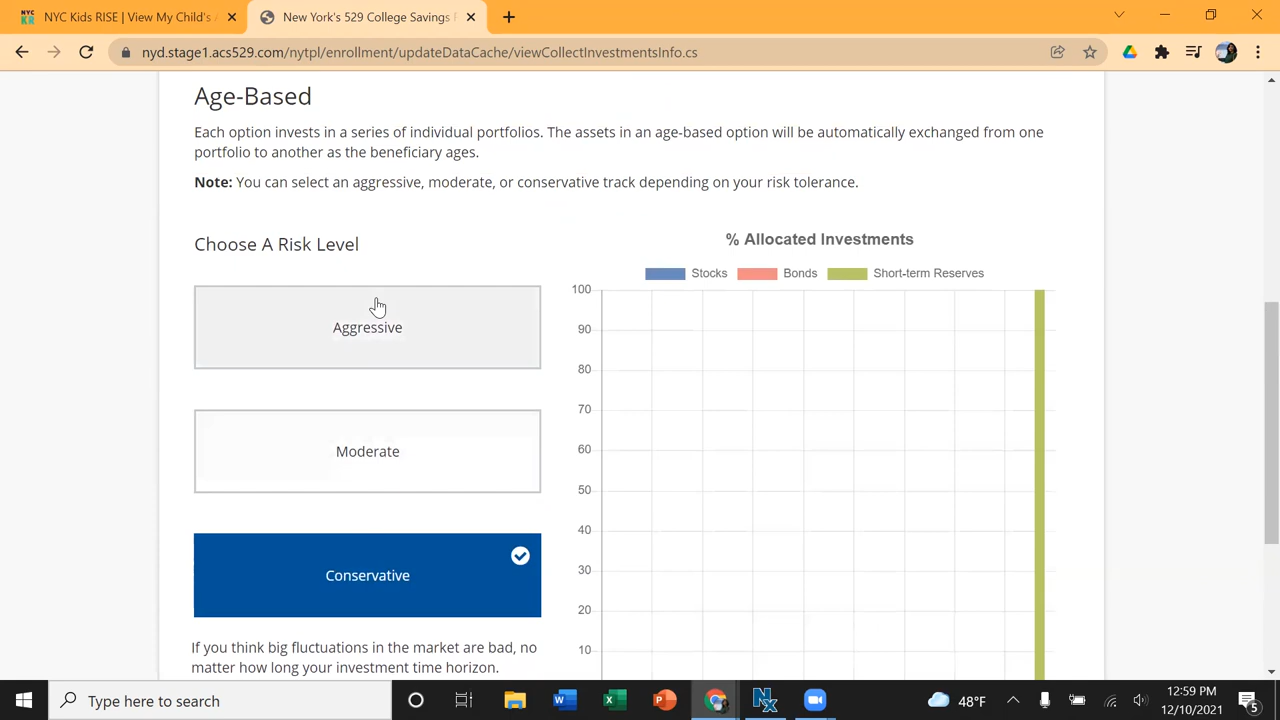 NYC Kids RISE | View My Child's
New York's 529 College Savings
nyd.stage1.acs529.com/nytpl/enrollment/updateDataCache/viewCollectInvestmentsInfo.cs
Age-Based
Each option invests in a series of individual portfolios. The assets in an age-based option will be automatically exchanged from one
portfolio to another as the beneficiary ages.
Note: You can select an aggressive, moderate, or conservative track depending on your risk tolerance.
Choose A Risk Level
Aggressive
Moderate
Conservative
If you think big fluctuations in the market are bad, no
matter how long your investment time horizon.
% Allocated Investments
Stocks Bonds Short-term Reserves
100
90
80
70
60
50
40
30
20
10
Type here to search
48°F
12:59 PM
12/10/2021
5